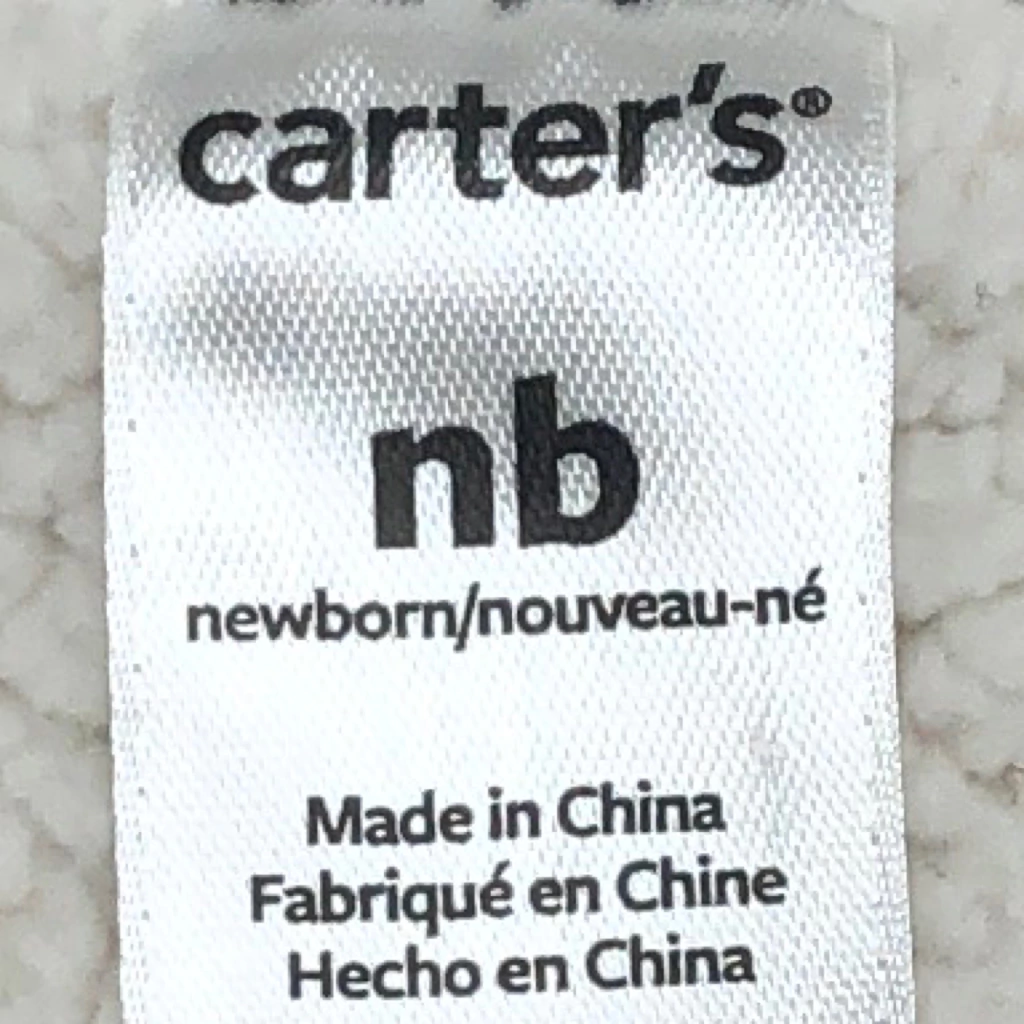 carter's®
nb
newborn/nouveau-né
Made in China
Fabriqué en Chine
Hecho en China